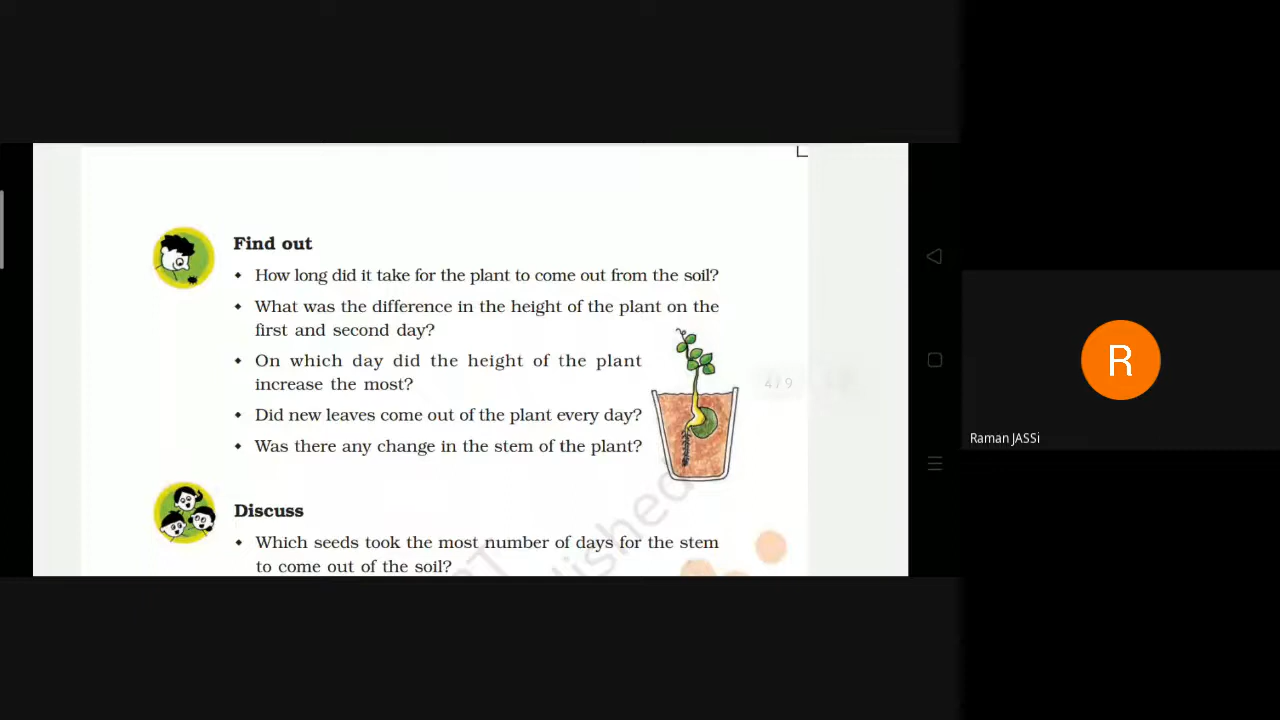 Find out
• How long did it take for the plant to come out from the soil?
• What was the difference in the height of the plant on the
first and second day?
• On which day did the height of the plant
increase the most?
• Did new leaves come out of the plant every day?
• Was there any change in the stem of the plant?
4 / 9
R
Raman JASSi
Discuss
• Which seeds took the most number of days for the stem
to come out of the soil?